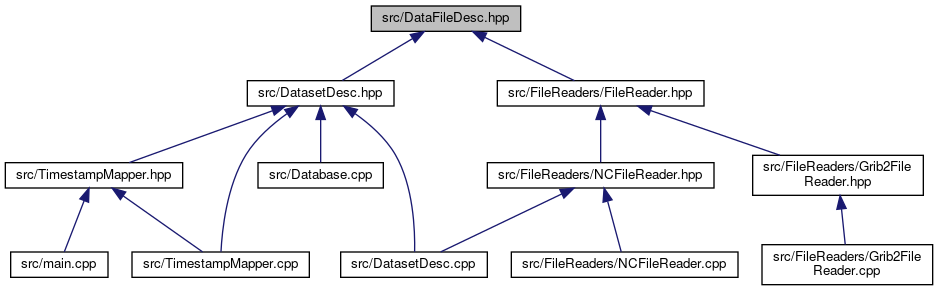 src/DataFileDesc.hpp
src/DatasetDesc.hpp
src/FileReaders/FileReader.hpp
src/TimestampMapper.hpp
src/Database.cpp
src/FileReaders/NCFileReader.hpp
src/FileReaders/Grib2File
Reader.hpp
src/main.cpp
src/TimestampMapper.cpp
src/DatasetDesc.cpp
src/FileReaders/NCFileReader.cpp
src/FileReaders/Grib2File
Reader.cpp